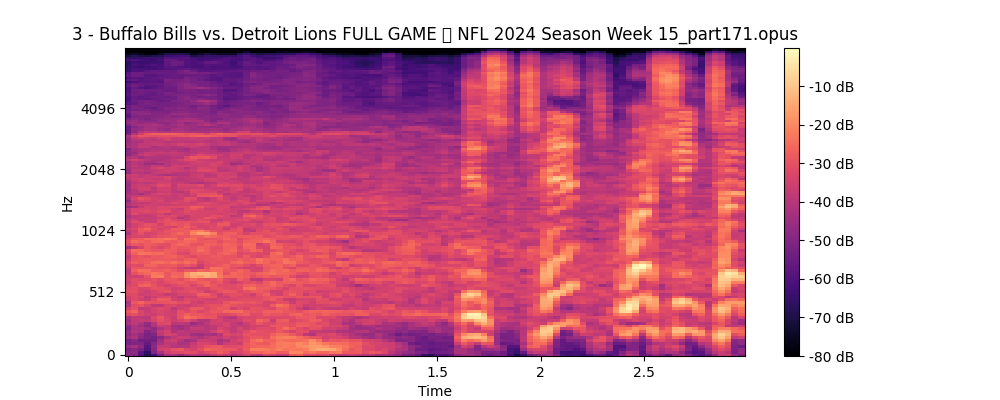 3 - Buffalo Bills vs. Detroit Lions FULL GAME ▯ NFL 2024 Season Week 15_part171.opus
4096
2048
1024
512
0
Hz
0
0.5
1
1.5
2
2.5
Time
-10 dB
-20 dB
-30 dB
-40 dB
-50 dB
-60 dB
-70 dB
-80 dB